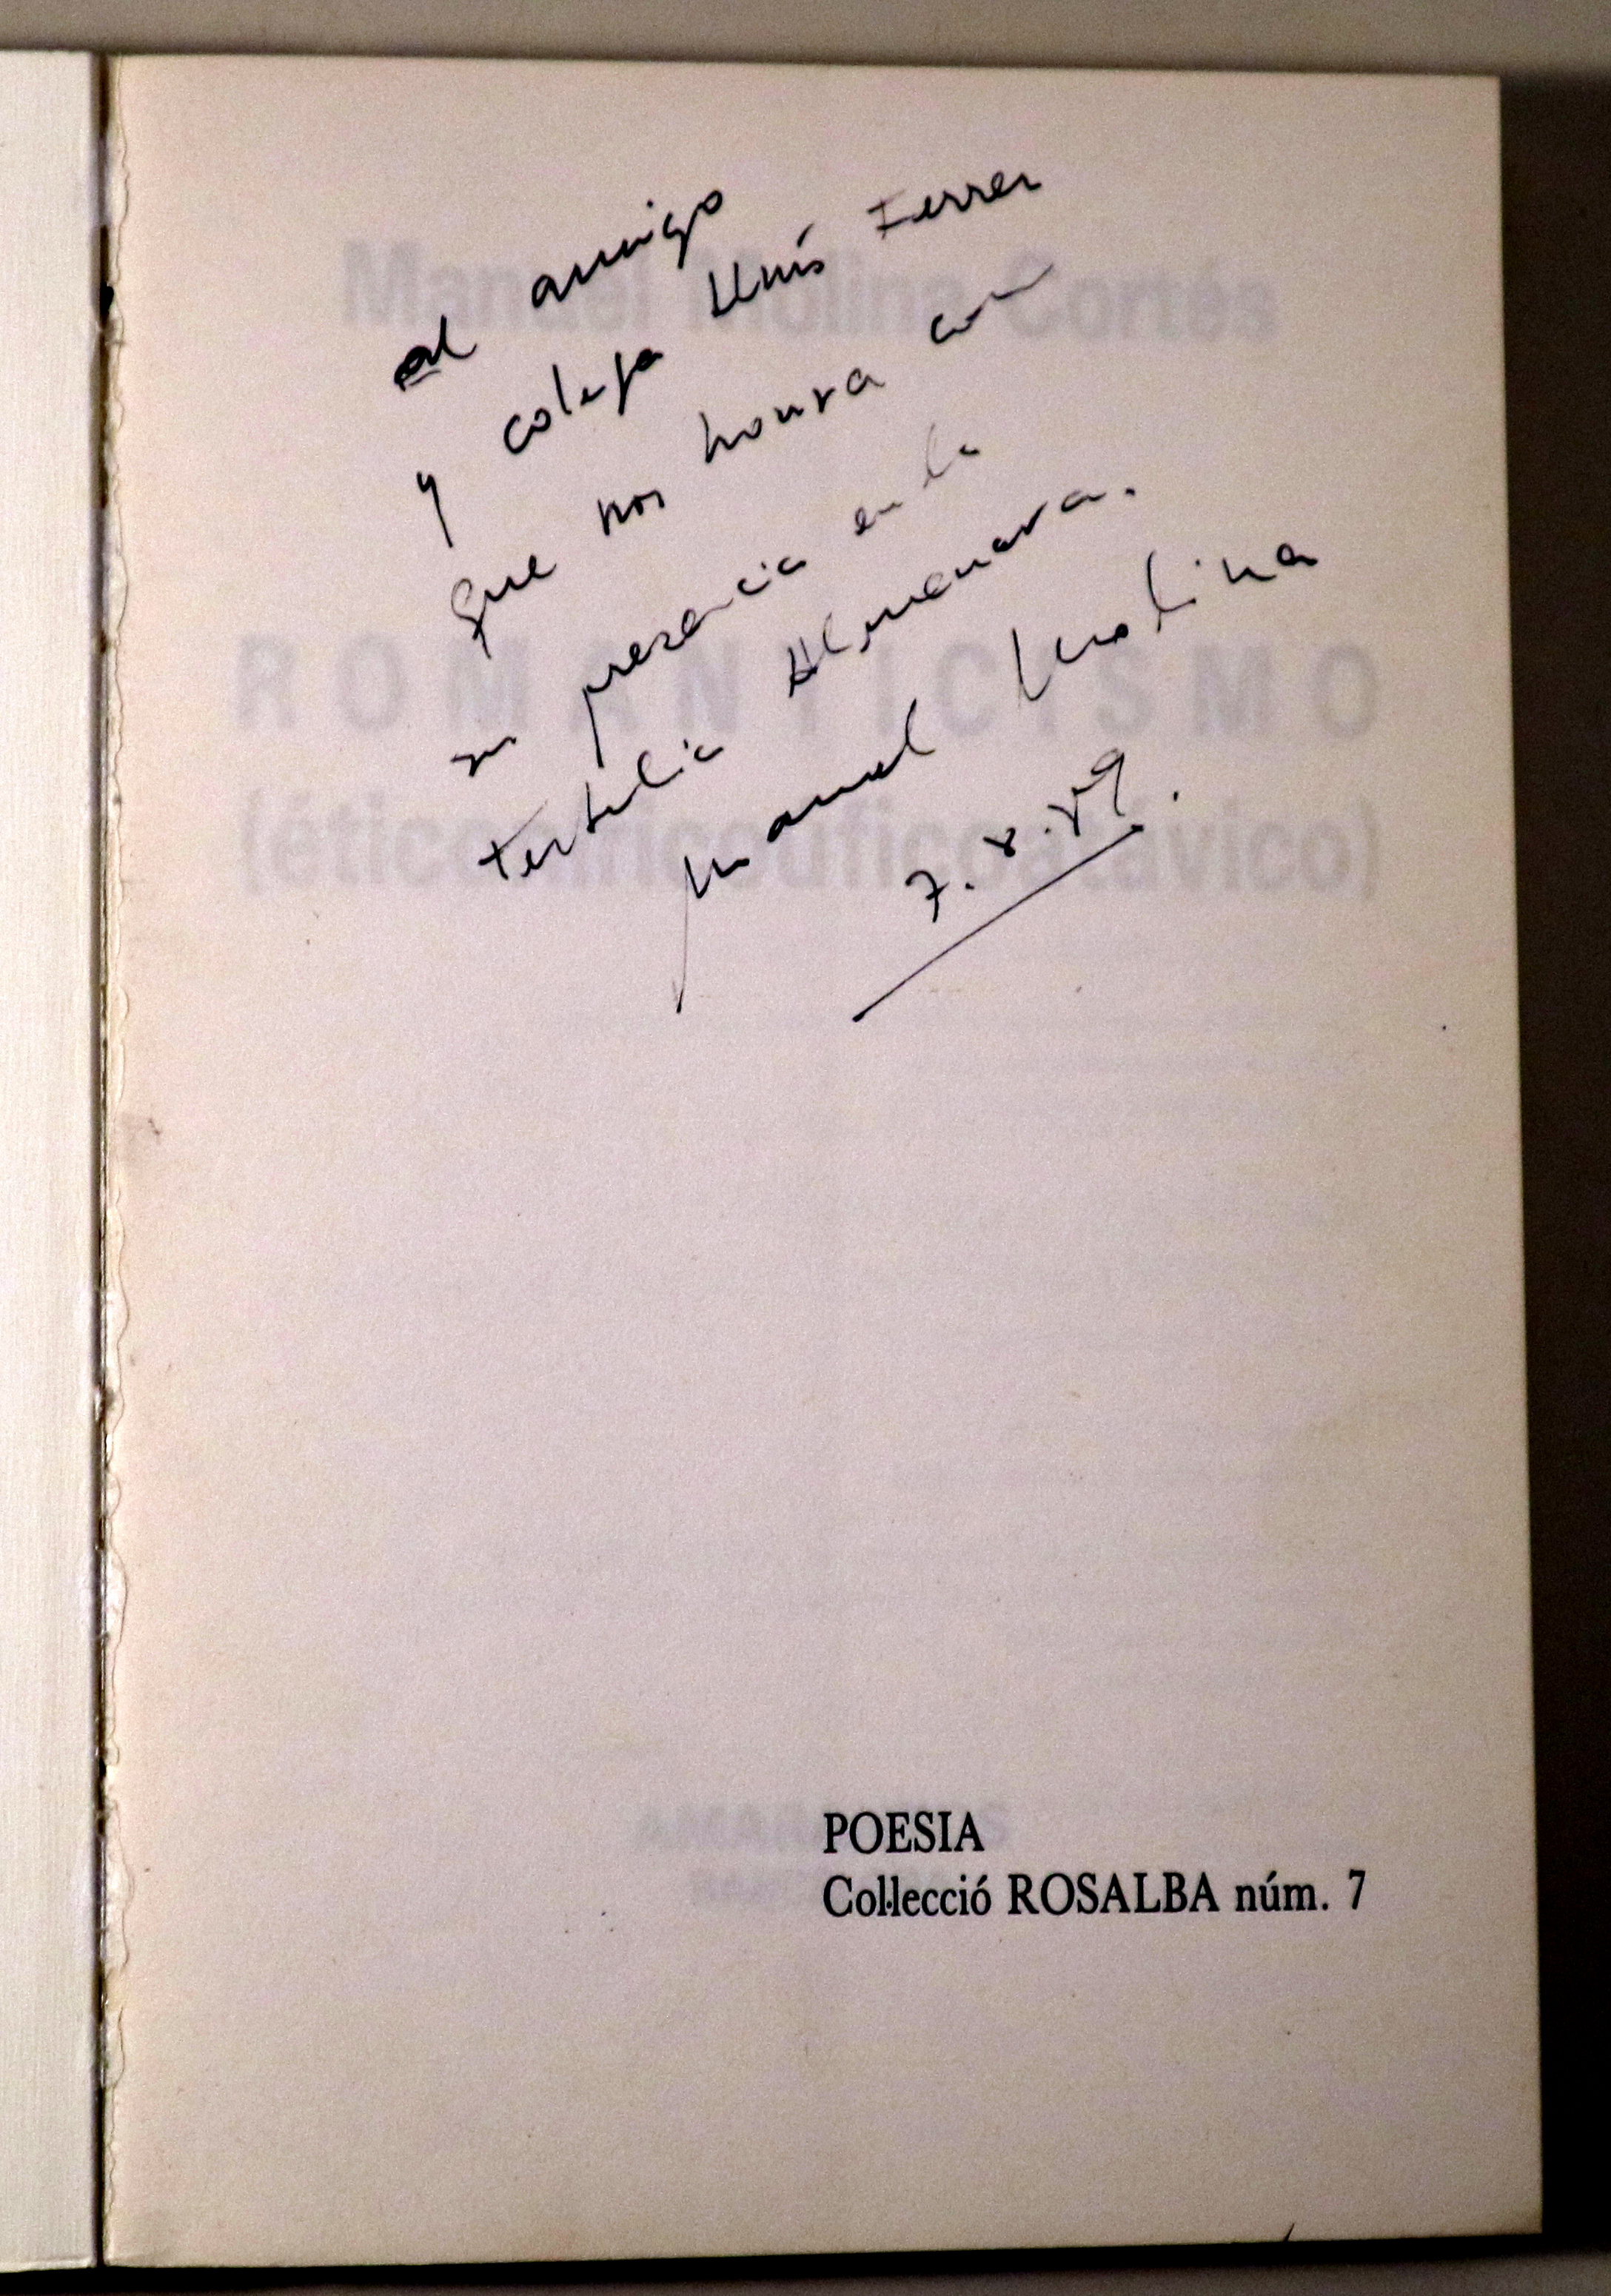 al amigo
y colega Lluís Ferrer
que nos honra con
su presencia en la
tertulia Almenara.
Manuel Molina
7.8.89
POESIA
Col·lecció ROSALBA núm. 7
Manuel Molina Cortés
ROMANTICISMO